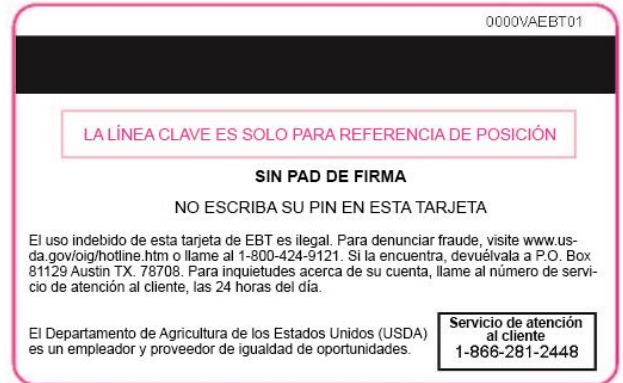 0000VAEBT01
LA LÍNEA CLAVE ES SOLO PARA REFERENCIA DE POSICIÓN
SIN PAD DE FIRMA
NO ESCRIBA SU PIN EN ESTA TARJETA
El uso indebido de esta tarjeta de EBT es ilegal. Para denunciar fraude, visite www.us-
da.gov/oig/hotline.htm o llame al 1-800-424-9121. Si la encuentra, devuélvala a P.O. Box
81129 Austin TX. 78708. Para inquietudes acerca de su cuenta, llame al número de servi-
cio de atención al cliente, las 24 horas del día.
El Departamento de Agricultura de los Estados Unidos (USDA)
es un empleador y proveedor de igualdad de oportunidades.
Servicio de atención
al cliente
1-866-281-2448